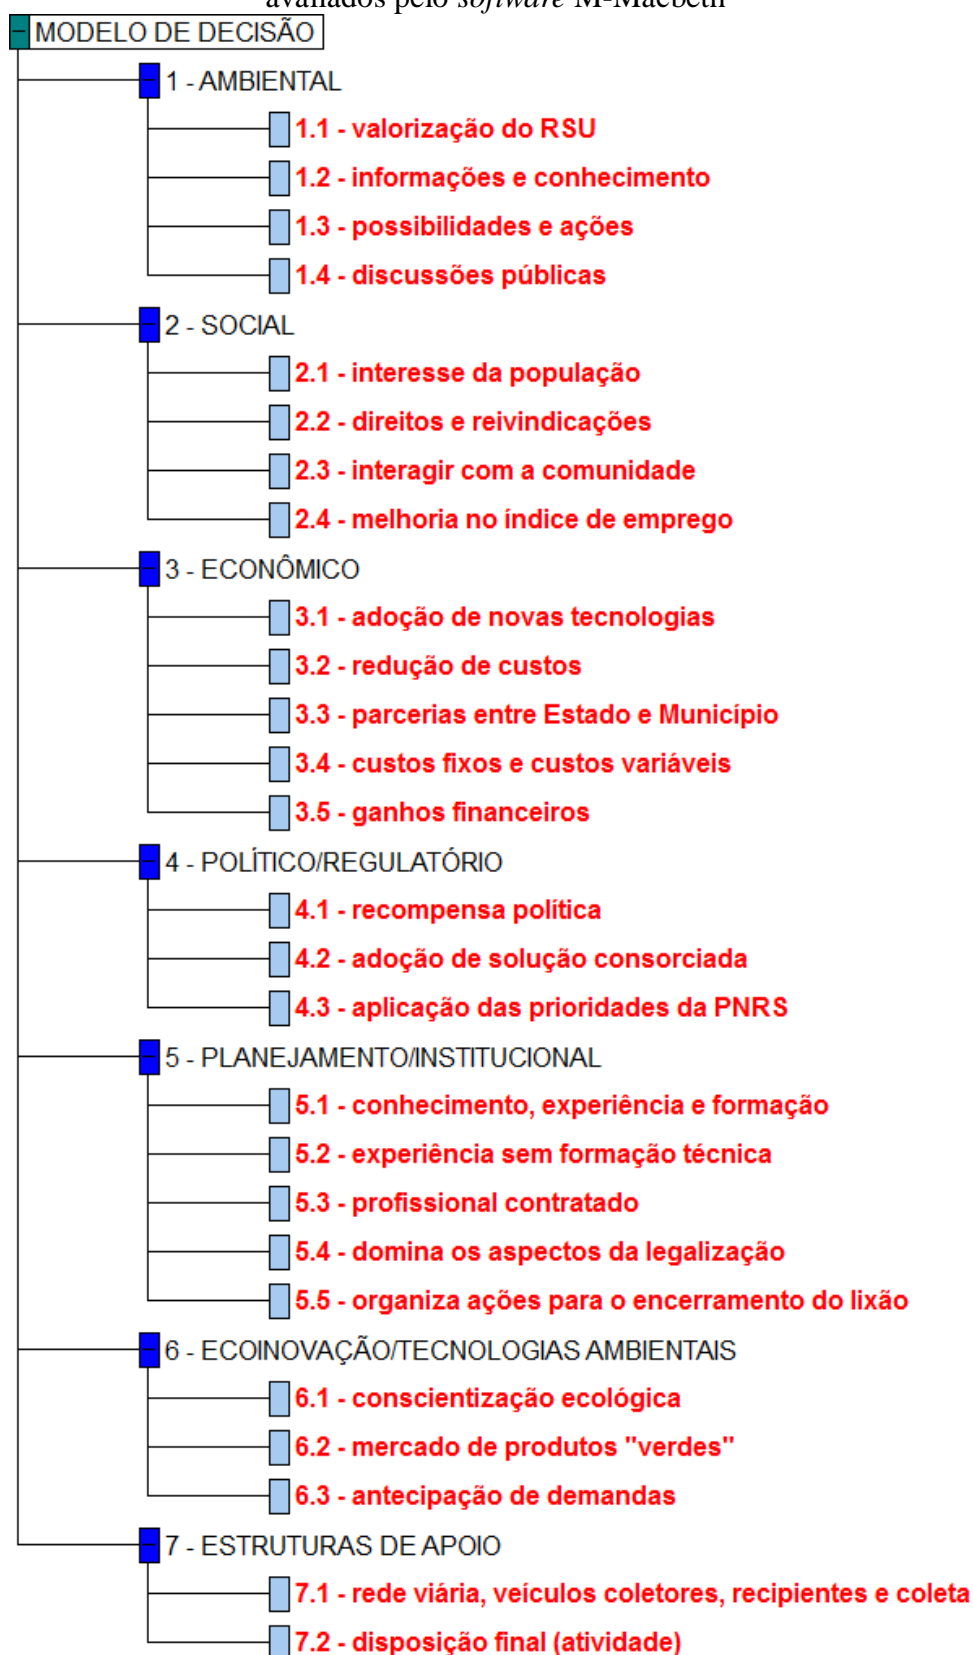 avaliados pelo software M-Macbeth
MODELO DE DECISÃO
1 - AMBIENTAL
1.1 - valorização do RSU
1.2 - informações e conhecimento
1.3 - possibilidades e ações
1.4 - discussões públicas
2 - SOCIAL
2.1 - interesse da população
2.2 - direitos e reivindicações
2.3 - interagir com a comunidade
2.4 - melhoria no índice de emprego
3 - ECONÔMICO
3.1 - adoção de novas tecnologias
3.2 - redução de custos
3.3 - parcerias entre Estado e Município
3.4 - custos fixos e custos variáveis
3.5 - ganhos financeiros
4 - POLÍTICO/REGULATÓRIO
4.1 - recompensa política
4.2 - adoção de solução consorciada
4.3 - aplicação das prioridades da PNRS
5 - PLANEJAMENTO/INSTITUCIONAL
5.1 - conhecimento, experiência e formação
5.2 - experiência sem formação técnica
5.3 - profissional contratado
5.4 - domina os aspectos da legalização
5.5 - organiza ações para o encerramento do lixão
6 - ECOINOVAÇÃO/TECNOLOGIAS AMBIENTAIS
6.1 - conscientização ecológica
6.2 - mercado de produtos "verdes"
6.3 - antecipação de demandas
7 - ESTRUTURAS DE APOIO
7.1 - rede viária, veículos coletores, recipientes e coleta
7.2 - disposição final (atividade)